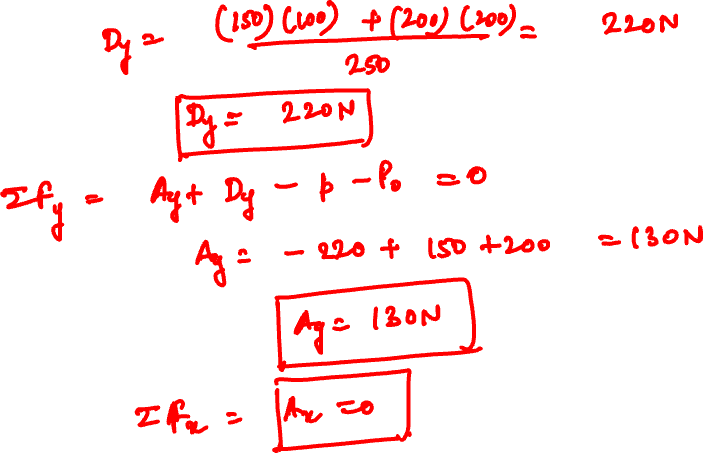 Dy = (150)(100) + (200)(200) / 250 = 220N
Dy = 220N
Σfy = Ay + Dy - p - P0 = 0
Ay = - 220 + 150 + 200 = 130N
Ay = 130N
Σfx = Ax = 0